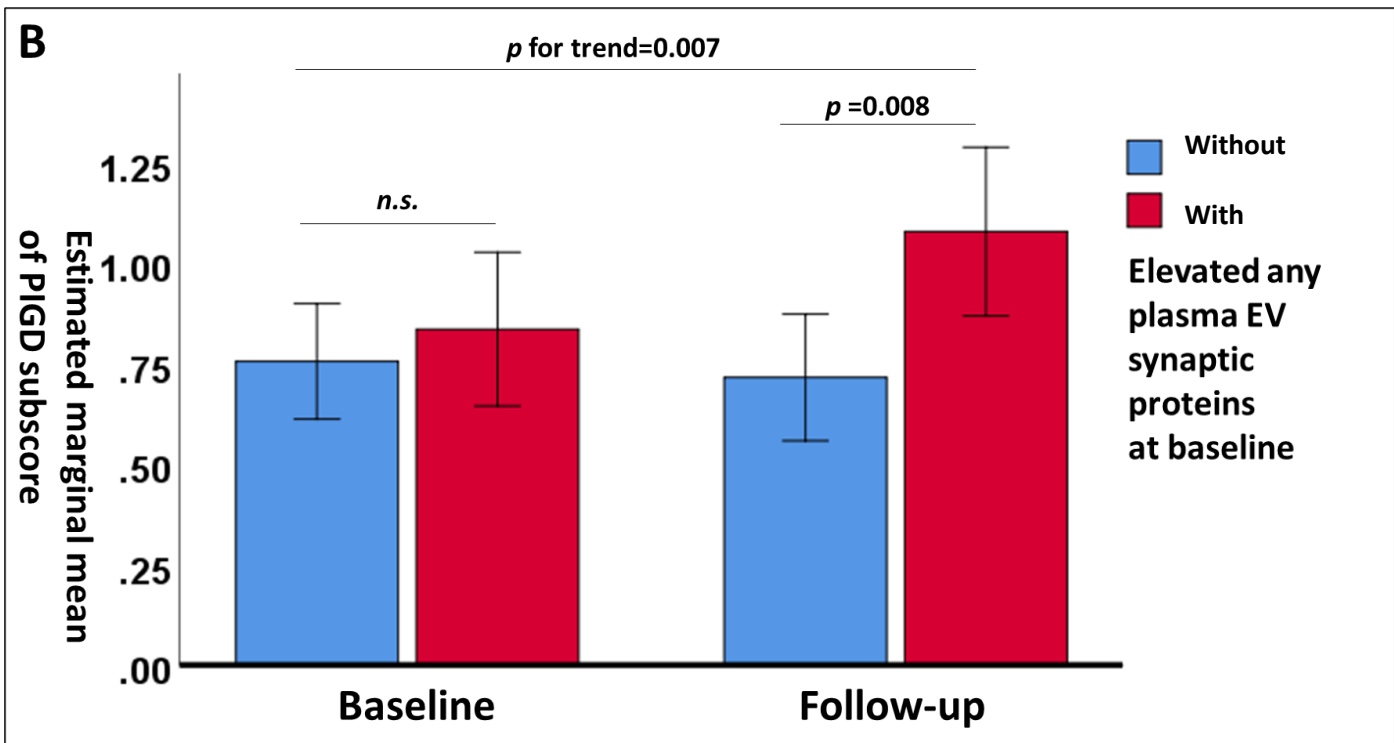 B
p for trend=0.007
p =0.008
n.s.
Without
With
Elevated any
plasma EV
synaptic
proteins
at baseline
Estimated marginal mean
of PIGD subscore
1.25
1.00
.75
.50
.25
.00
Baseline
Follow-up